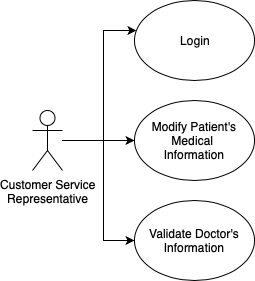 Login
Modify Patient's
Medical
Information
Customer Service
Representative
Validate Doctor's
Information